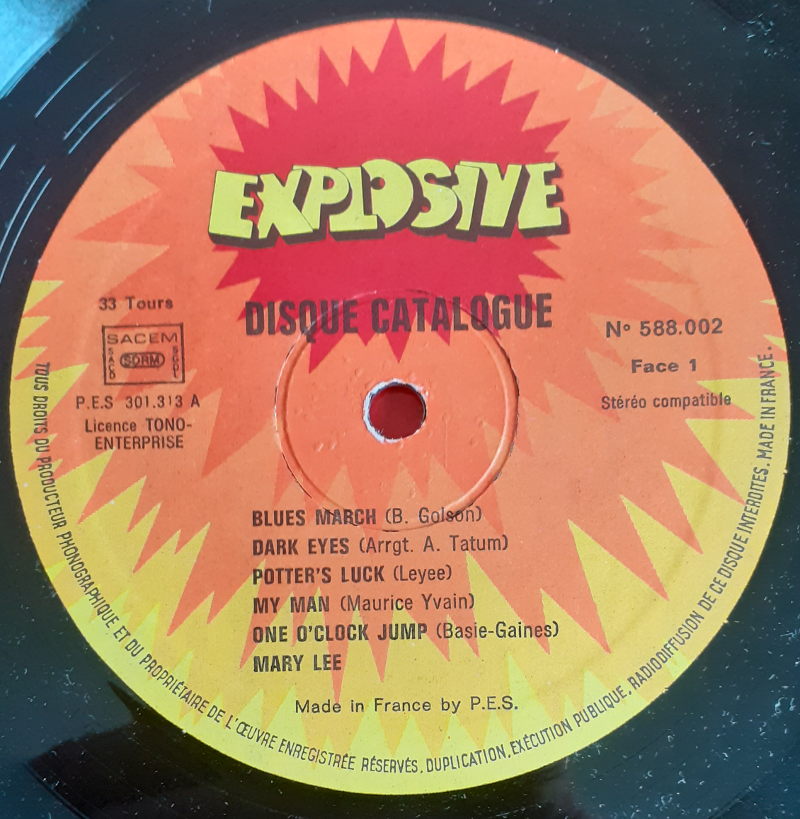 EXPLOSIVE
DISQUE CATALOGUE
33 Tours
SACEM
SACD SDRM SGDL
P.E.S 301.313 A
Licence TONO-
ENTERPRISE
Nº 588.002
Face 1
Stéréo compatible
BLUES MARCH (B. Golson)
DARK EYES (Arrgt. A. Tatum)
POTTER'S LUCK (Leyee)
MY MAN (Maurice Yvain)
ONE O'CLOCK JUMP (Basie-Gaines)
MARY LEE
Made in France by P.E.S.
TOUS DROITS DU PRODUCTEUR PHONOGRAPHIQUE ET DU PROPRIÉTAIRE DE L'ŒUVRE ENREGISTRÉE RÉSERVÉS, DUPLICATION, EXÉCUTION PUBLIQUE, RADIODIFFUSION DE CE DISQUE INTERDITES. MADE IN FRANCE.